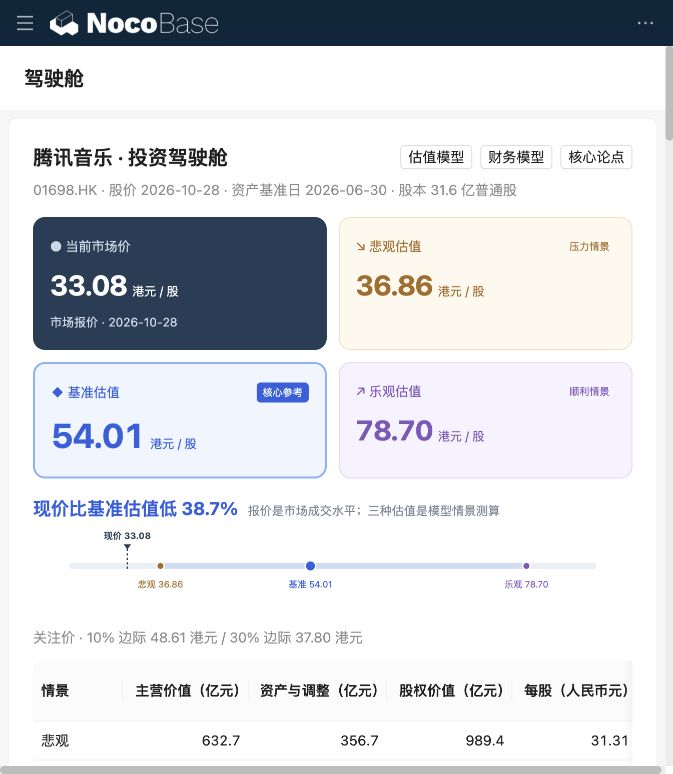 NocoBase
驾驶舱
腾讯音乐 · 投资驾驶舱
估值模型 财务模型 核心论点
01698.HK · 股价 2026-10-28 · 资产基准日 2026-06-30 · 股本 31.6 亿普通股
当前市场价
33.08 港元 / 股
市场报价 · 2026-10-28
↘ 悲观估值 压力情景
36.86 港元 / 股
◆ 基准估值 核心参考
54.01 港元 / 股
↗ 乐观估值 顺利情景
78.70 港元 / 股
现价比基准估值低 38.7% 报价是市场成交水平；三种估值是模型情景测算
现价 33.08
悲观 36.86 基准 54.01 乐观 78.70
关注价 · 10% 边际 48.61 港元 / 30% 边际 37.80 港元
情景 主营价值（亿元） 资产与调整（亿元） 股权价值（亿元） 每股（人民币元）
悲观 632.7 356.7 989.4 31.31